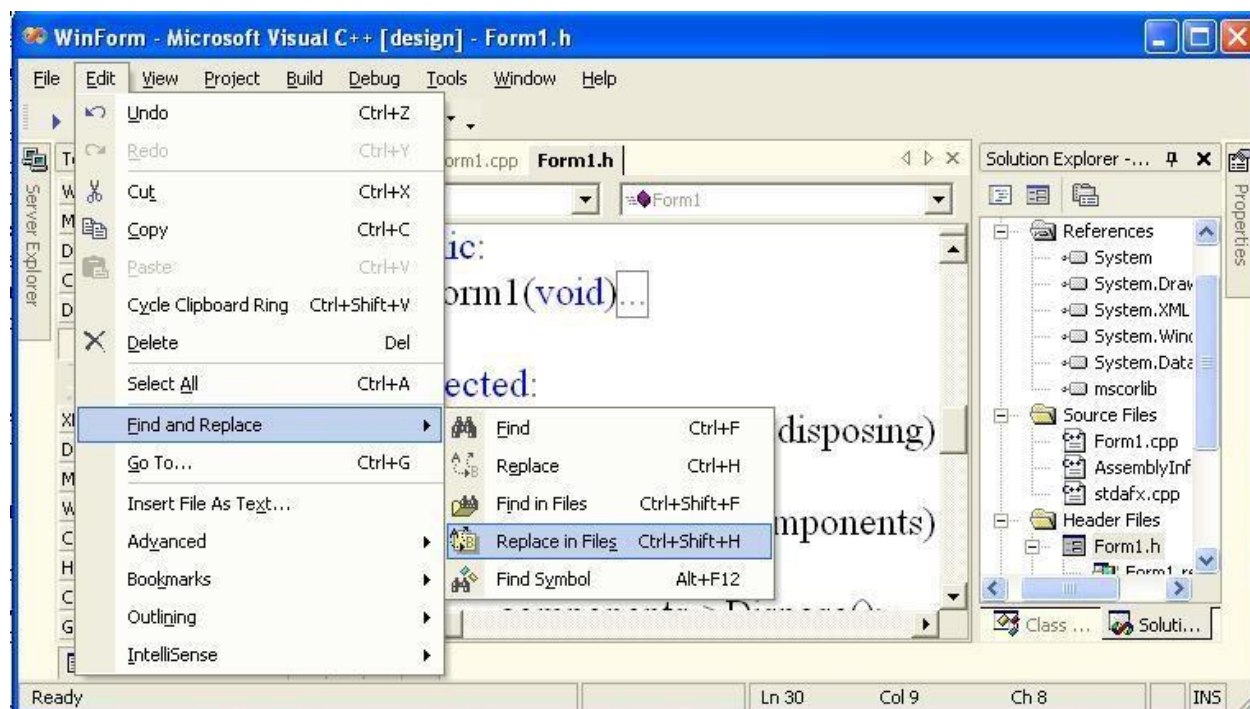 WinForm - Microsoft Visual C++ [design] - Form1.h
File Edit View Project Build Debug Tools Window Help
Undo Ctrl+Z
Redo Ctrl+Y
Cut Ctrl+X
Copy Ctrl+C
Paste Ctrl+V
Cycle Clipboard Ring Ctrl+Shift+V
Delete Del
Select All Ctrl+A
Find and Replace
Go To... Ctrl+G
Insert File As Text...
Advanced
Bookmarks
Outlining
IntelliSense
Find Ctrl+F
Replace Ctrl+H
Find in Files Ctrl+Shift+F
Replace in Files Ctrl+Shift+H
Find Symbol Alt+F12
Server Explorer
orm1.cpp Form1.h
Form1
ic:
orm1(void)...
ected:
disposing)
mponents)
Solution Explorer -...
References
System
System.Draw
System.XML
System.Wind
System.Data
mscorlib
Source Files
Form1.cpp
AssemblyInf
stdafx.cpp
Header Files
Form1.h
Class ... Soluti...
Properties
Ready Ln 30 Col 9 Ch 8 INS